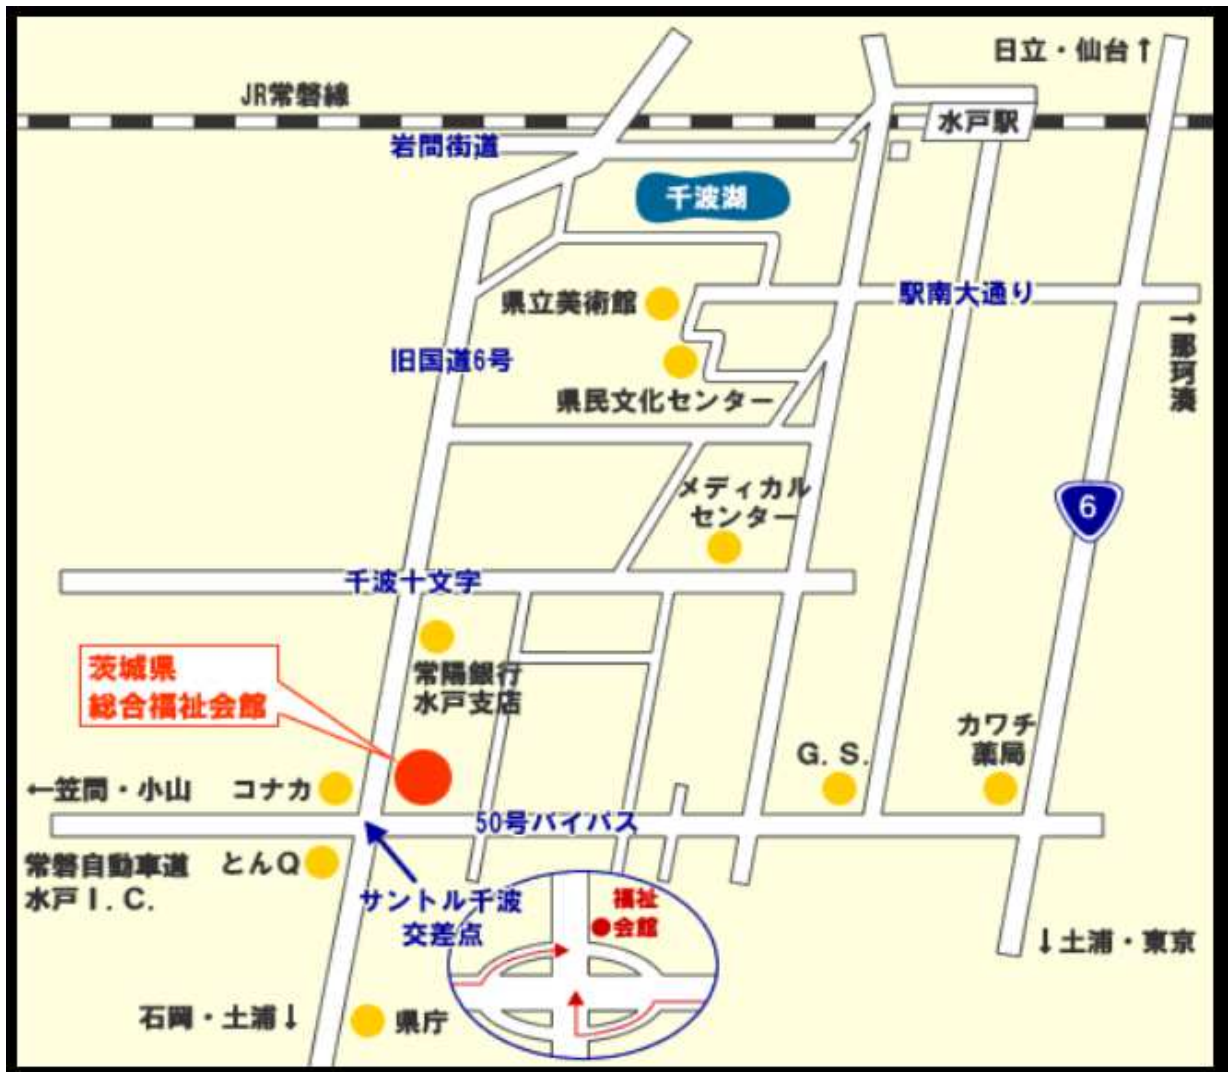 日立・仙台↑
JR常磐線
水戸駅
岩間街道
千波湖
駅南大通り
県立美術館
→那珂湊
旧国道6号
県民文化センター
メディカル
センター
6
千波十文字
常陽銀行
水戸支店
茨城県
総合福祉会館
カワチ
薬局
G.S.
←笠間・小山
コナカ
50号バイパス
常磐自動車道
水戸I.C.
とんQ
サントル千波
交差点
福祉
会館
↓土浦・東京
石岡・土浦↓
県庁